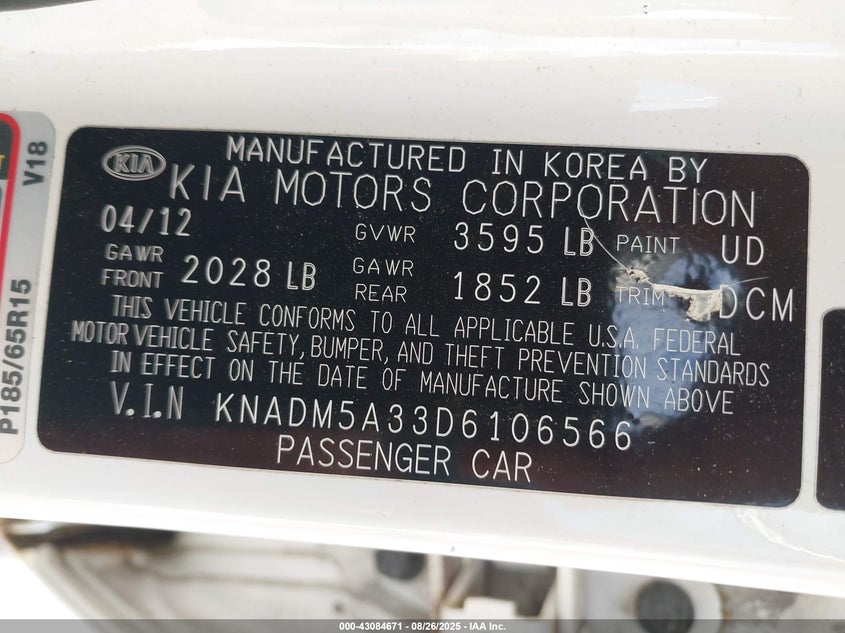 MANUFACTURED IN KOREA BY
KIA KIA MOTORS CORPORATION
04/12 GVWR 3595 LB PAINT UD
GAWR FRONT 2028 LB GAWR REAR 1852 LB TRIM DCM
THIS VEHICLE CONFORMS TO ALL APPLICABLE U.S.A. FEDERAL
MOTOR VEHICLE SAFETY, BUMPER, AND THEFT PREVENTION STANDARDS
IN EFFECT ON THE DATE OF MANUFACTURE SHOWN ABOVE
V.I.N KNADM5A33D6106566
PASSENGER CAR
P185/65R15 V18
000-43084671 - 08/26/2025 - IAA Inc.